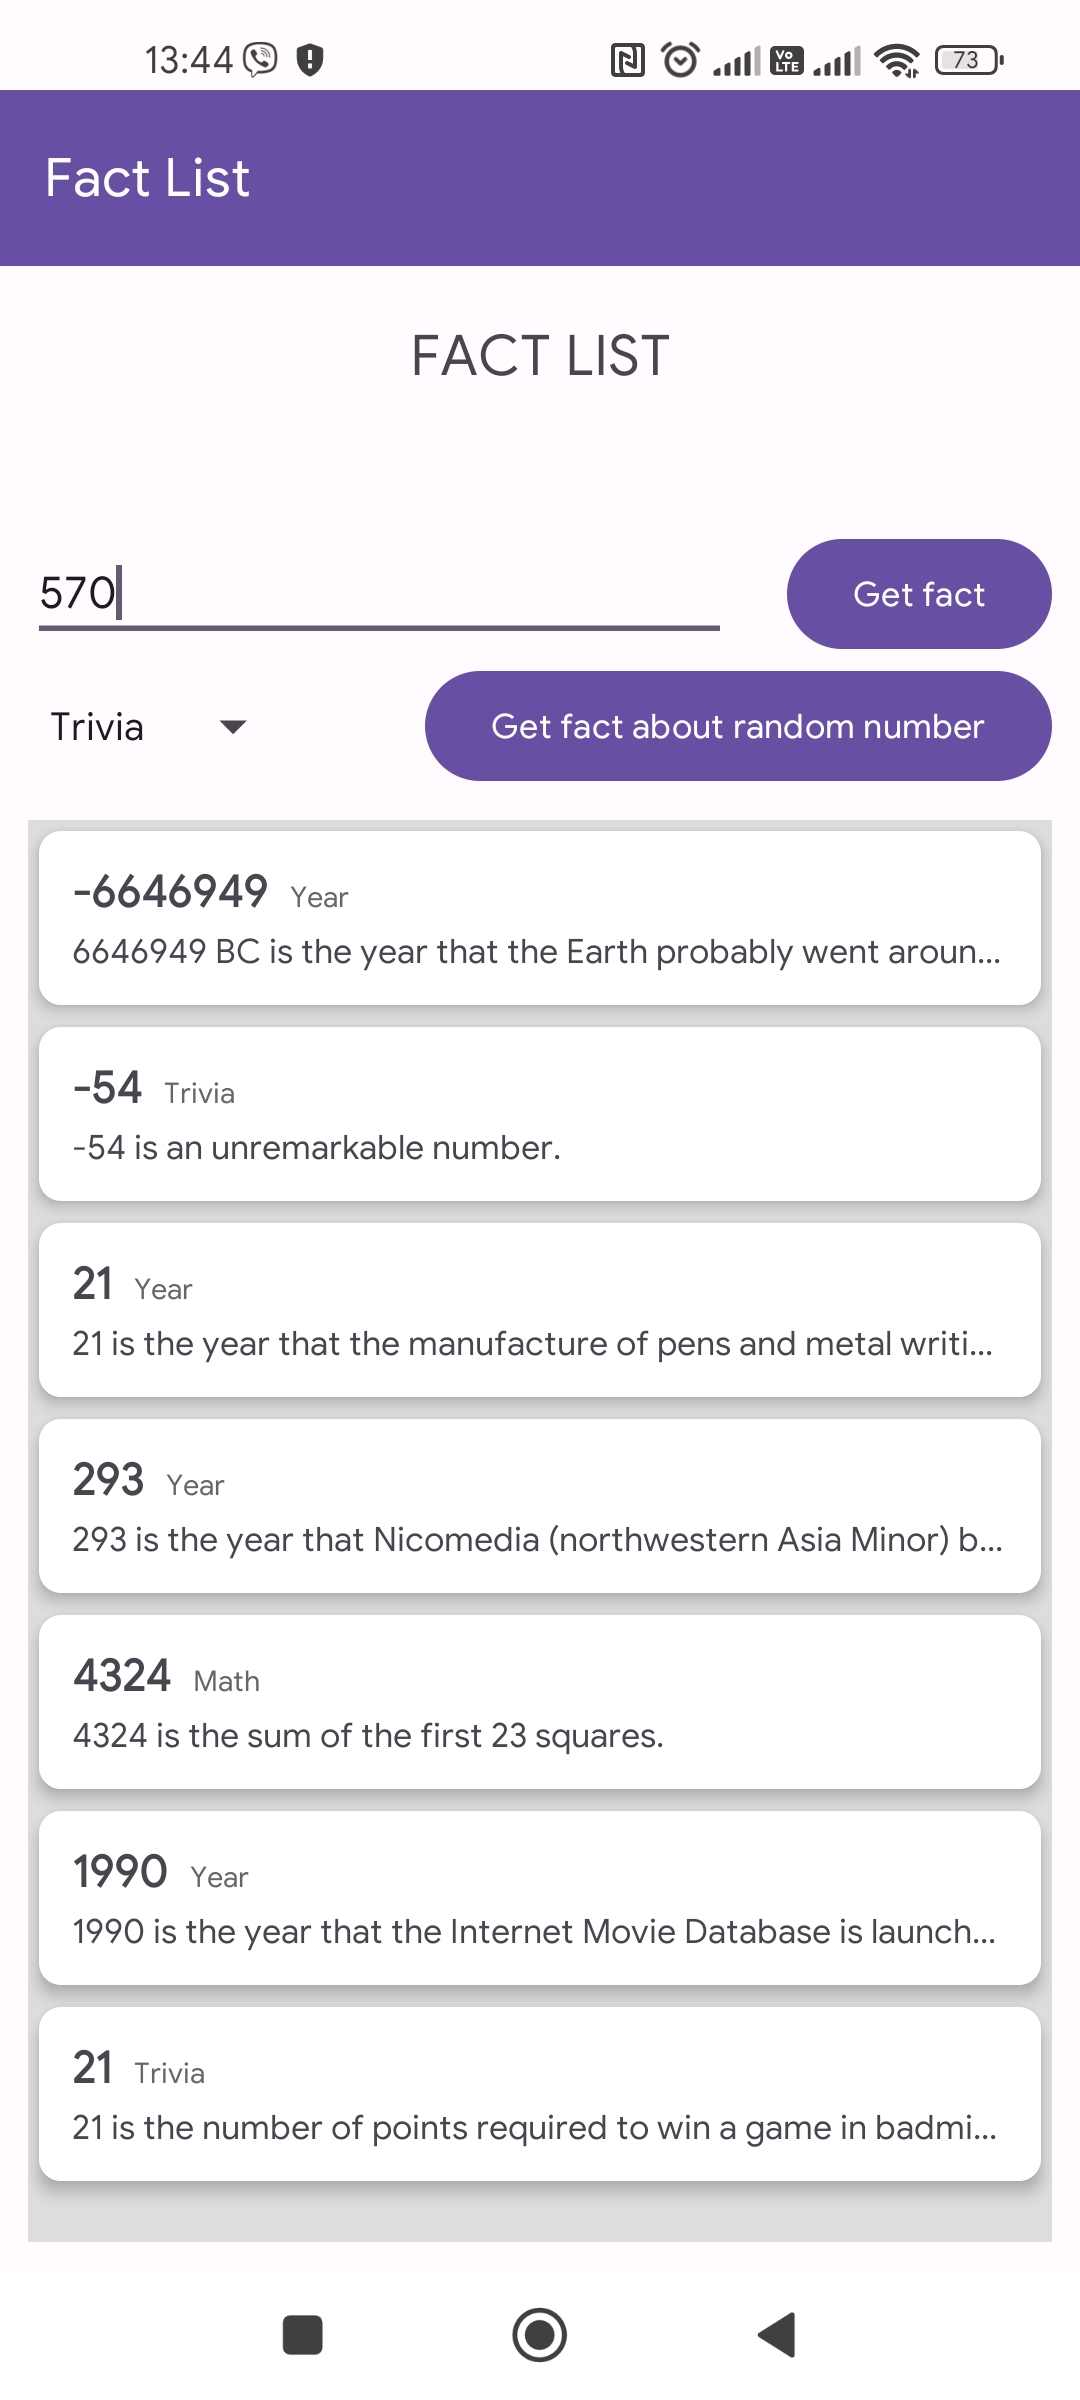 13:44
Vo
LTE
73
Fact List
FACT LIST
570
Get fact
Trivia
Get fact about random number
-6646949 Year
6646949 BC is the year that the Earth probably went aroun...
-54 Trivia
-54 is an unremarkable number.
21 Year
21 is the year that the manufacture of pens and metal writi...
293 Year
293 is the year that Nicomedia (northwestern Asia Minor) b...
4324 Math
4324 is the sum of the first 23 squares.
1990 Year
1990 is the year that the Internet Movie Database is launch...
21 Trivia
21 is the number of points required to win a game in badmi...